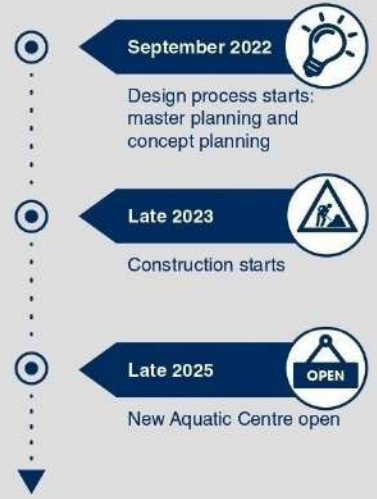 September 2022
Design process starts:
master planning and
concept planning
Late 2023
Construction starts
Late 2025
OPEN
New Aquatic Centre open